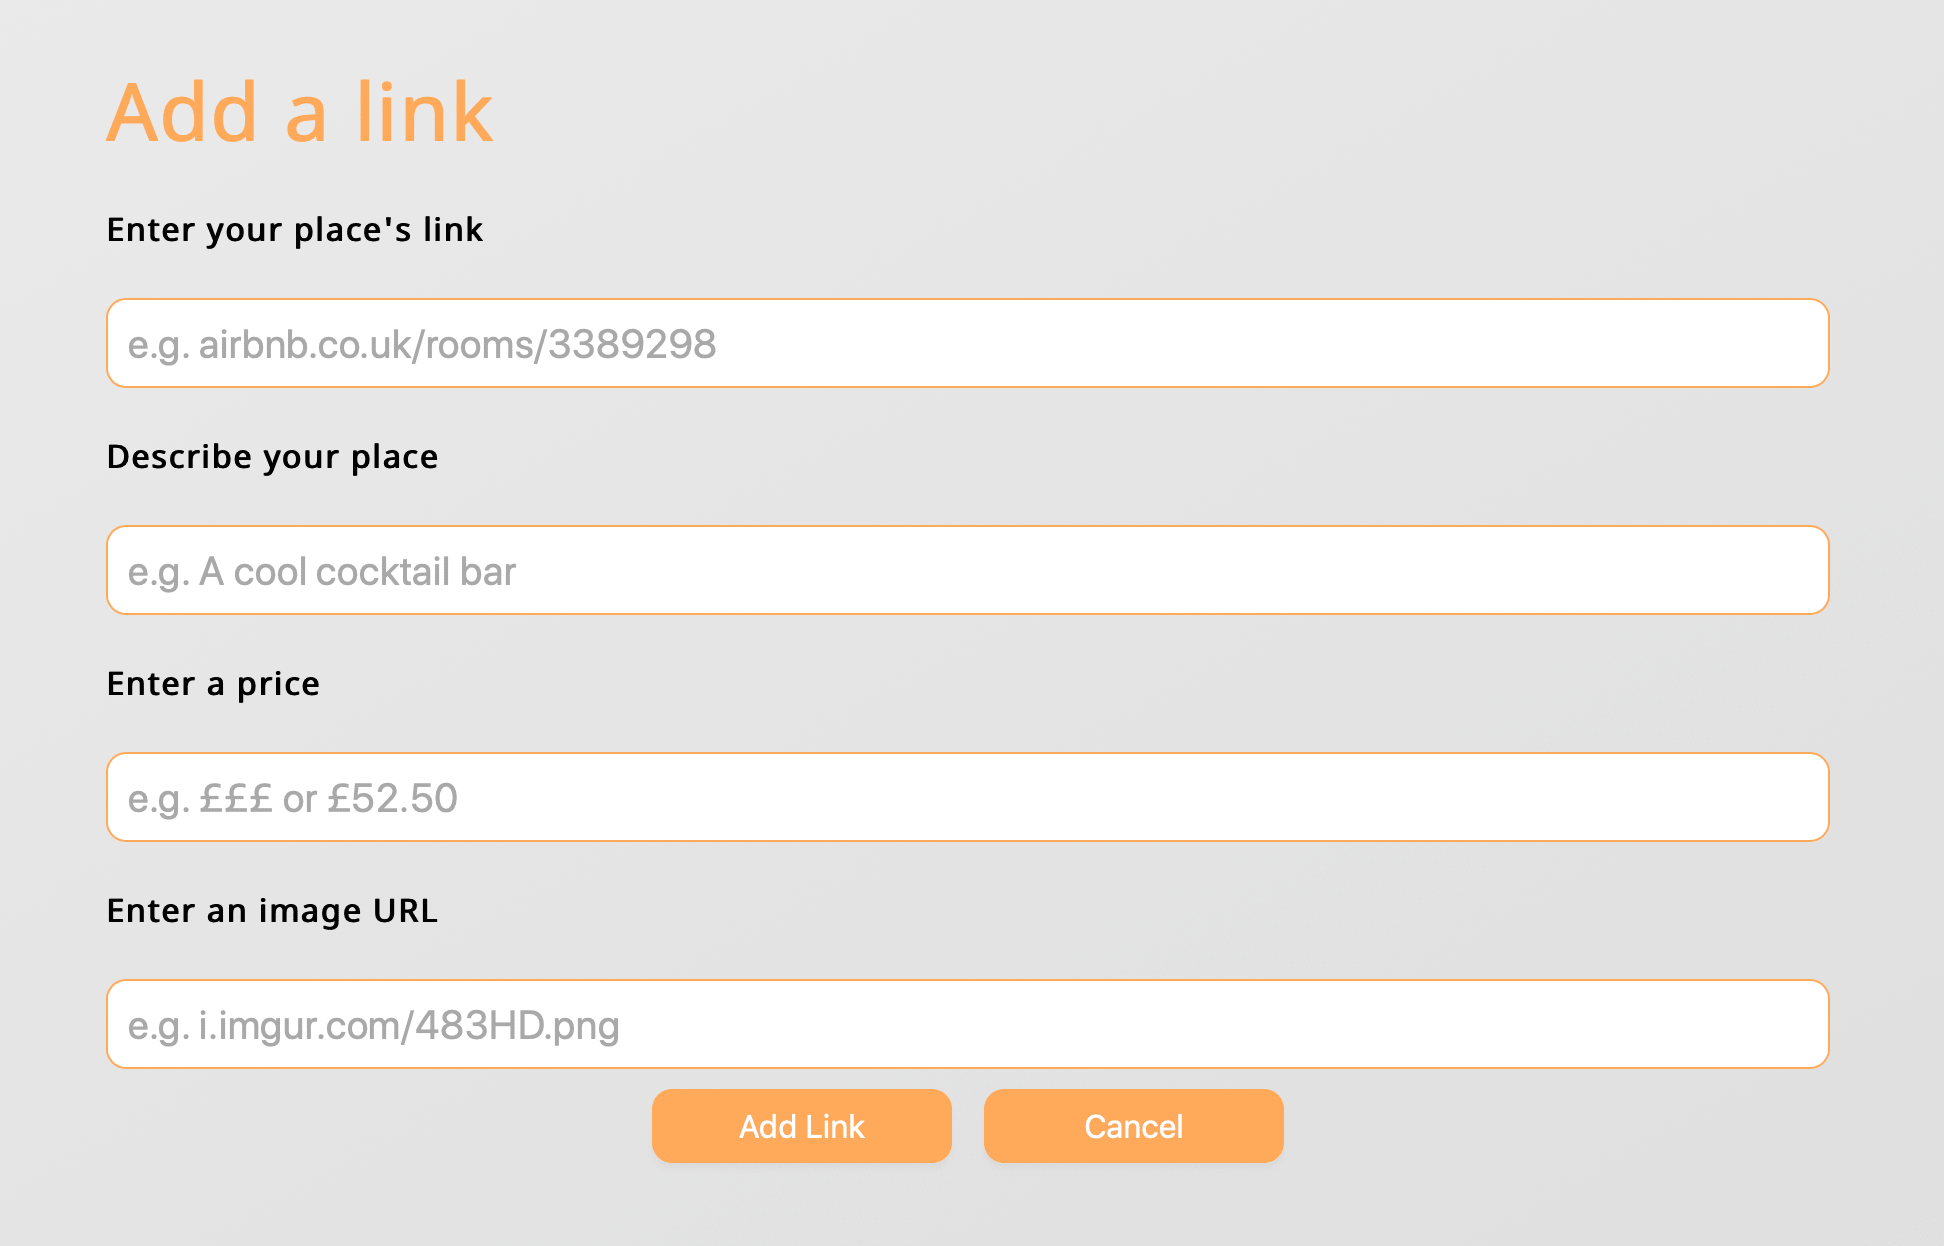 Add a link
Enter your place's link
e.g. airbnb.co.uk/rooms/3389298
Describe your place
e.g. A cool cocktail bar
Enter a price
e.g. £££ or £52.50
Enter an image URL
e.g. i.imgur.com/483HD.png
Add Link
Cancel